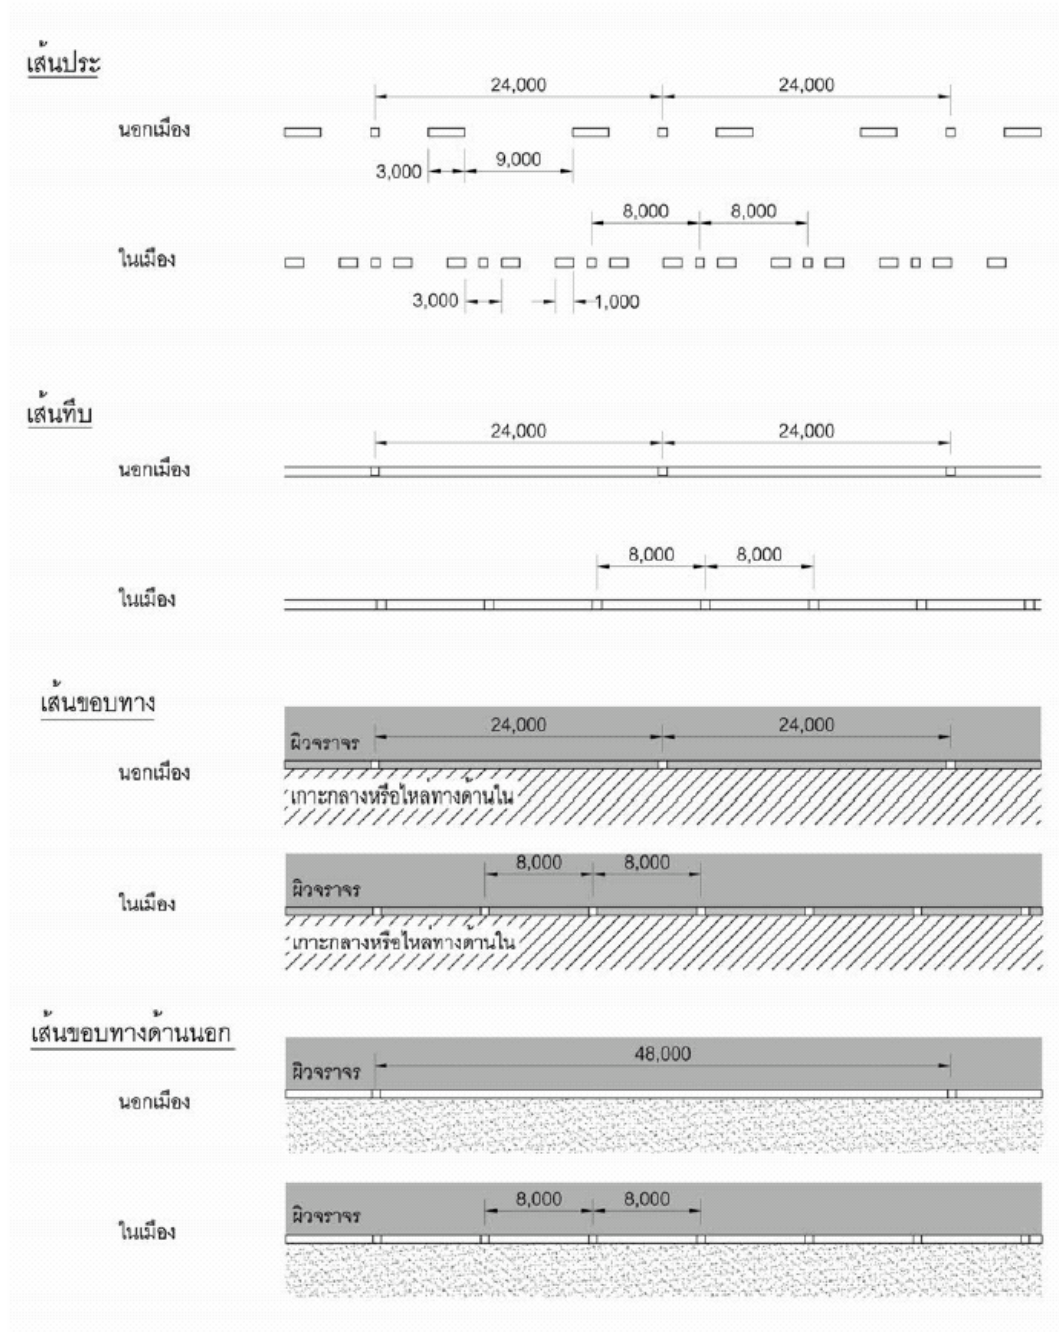 เส้นประ
24,000 24,000
นอกเมือง
3,000 9,000
8,000 8,000
ในเมือง
3,000 1,000
เส้นทึบ
24,000 24,000
นอกเมือง
8,000 8,000
ในเมือง
เส้นขอบทาง
24,000 24,000
ผิวจราจร
นอกเมือง
เกาะกลางหรือไหล่ทางด้านใน
8,000 8,000
ผิวจราจร
ในเมือง
เกาะกลางหรือไหล่ทางด้านใน
เส้นขอบทางด้านนอก
48,000
ผิวจราจร
นอกเมือง
8,000 8,000
ผิวจราจร
ในเมือง